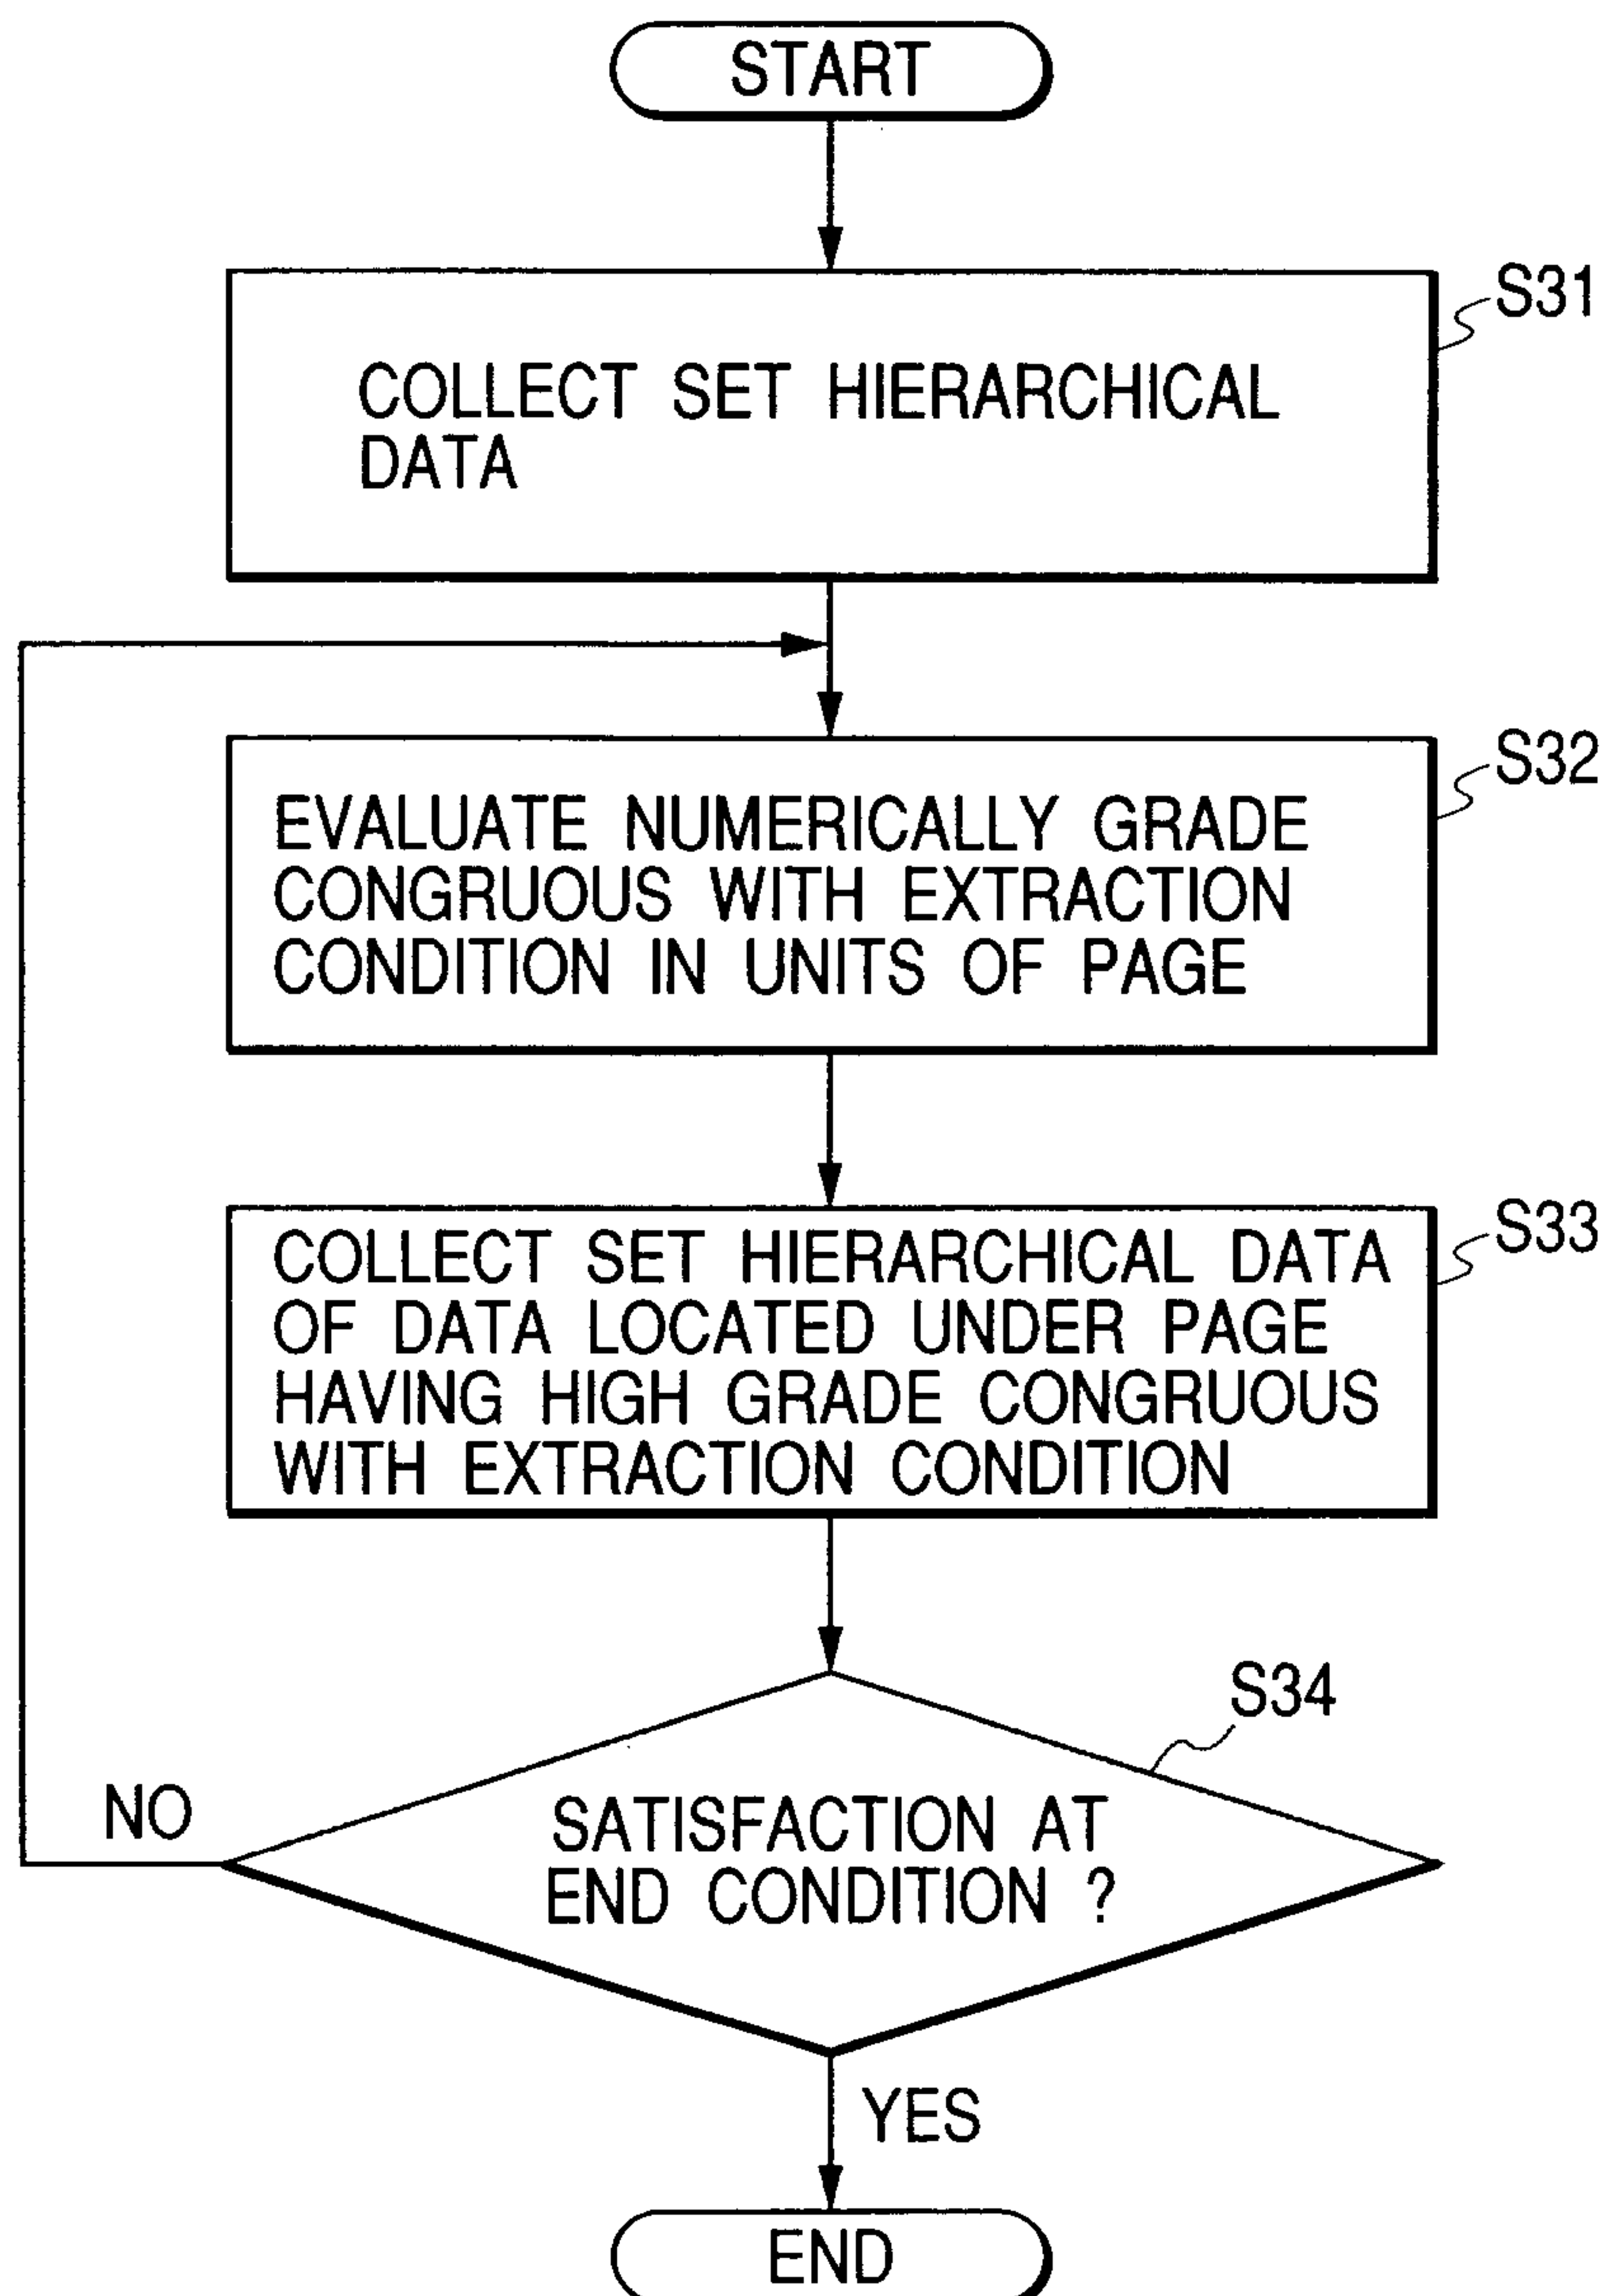 START
S31
COLLECT SET HIERARCHICAL
DATA
S32
EVALUATE NUMERICALLY GRADE
CONGRUOUS WITH EXTRACTION
CONDITION IN UNITS OF PAGE
S33
COLLECT SET HIERARCHICAL DATA
OF DATA LOCATED UNDER PAGE
HAVING HIGH GRADE CONGRUOUS
WITH EXTRACTION CONDITION
S34
NO
SATISFACTION AT
END CONDITION ?
YES
END